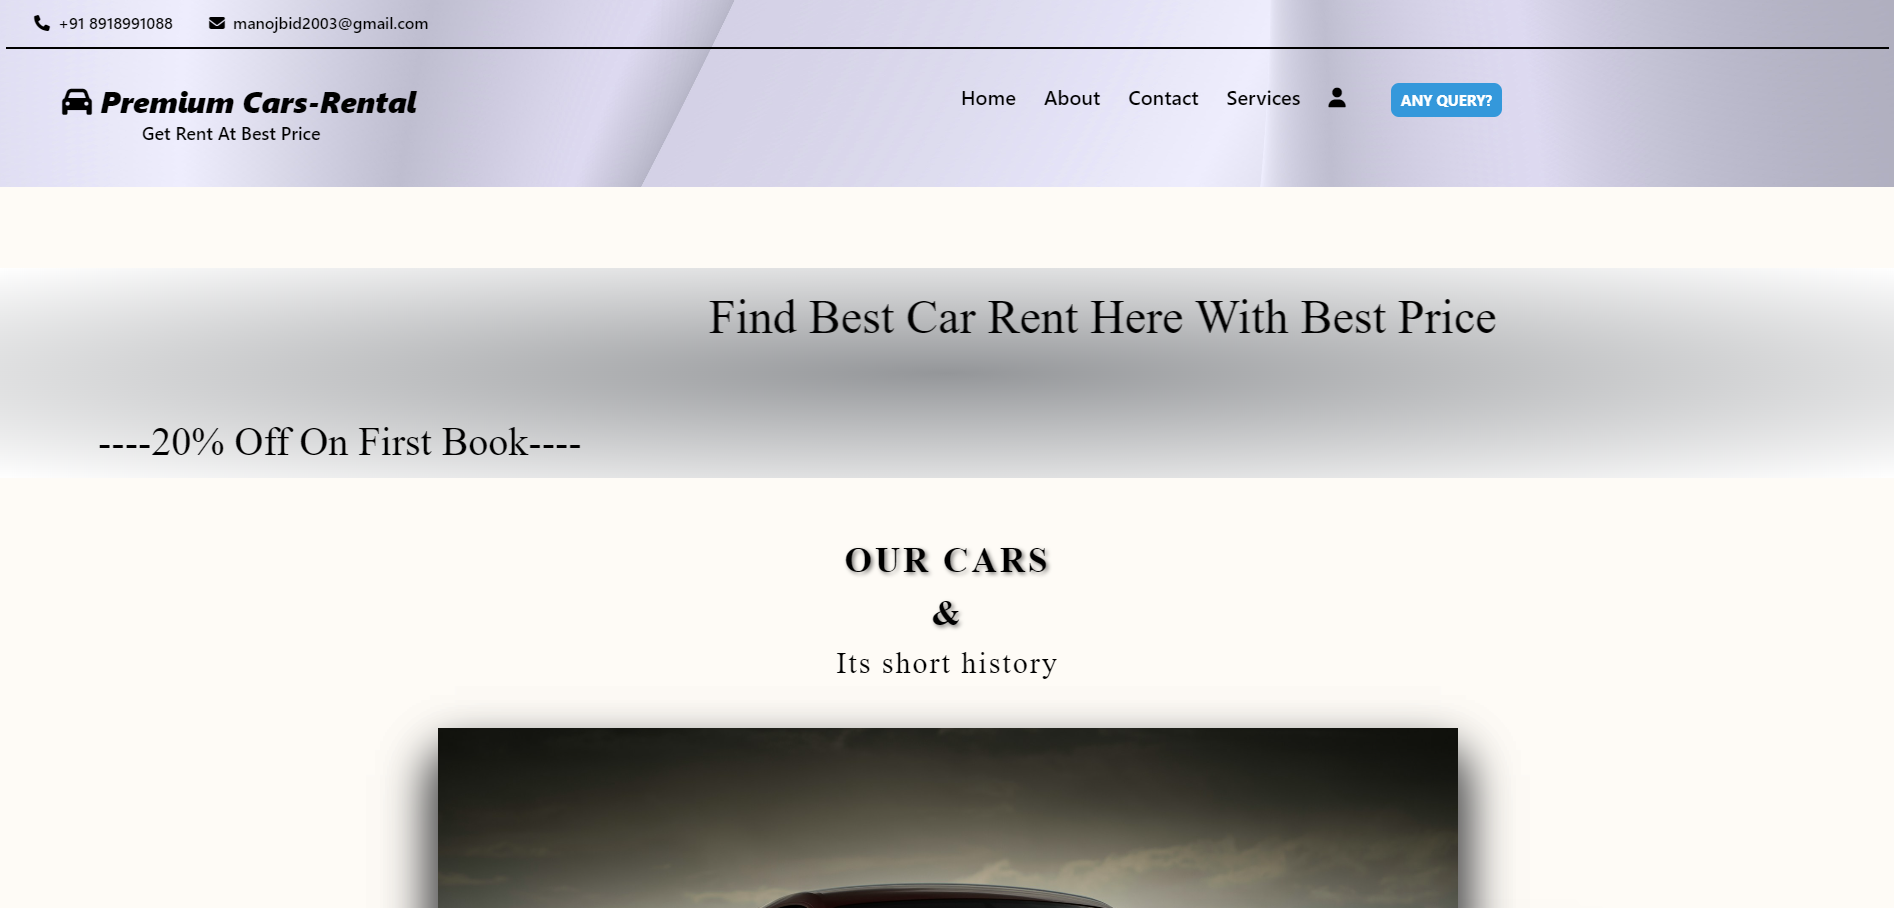 +91 8918991088 manojbid2003@gmail.com
Premium Cars-Rental
Get Rent At Best Price
Home About Contact Services ANY QUERY?
Find Best Car Rent Here With Best Price
----20% Off On First Book----
OUR CARS
&
Its short history